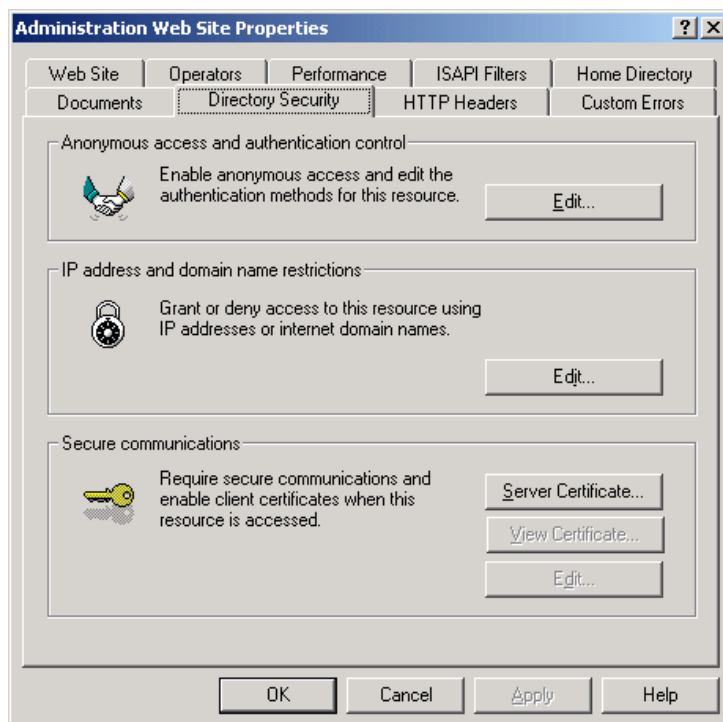 Administration Web Site Properties
Web Site Operators Performance ISAPI Filters Home Directory
Documents Directory Security HTTP Headers Custom Errors
Anonymous access and authentication control
Enable anonymous access and edit the
authentication methods for this resource.
Edit...
IP address and domain name restrictions
Grant or deny access to this resource using
IP addresses or internet domain names.
Edit...
Secure communications
Require secure communications and
enable client certificates when this
resource is accessed.
Server Certificate...
View Certificate...
Edit...
OK Cancel Apply Help